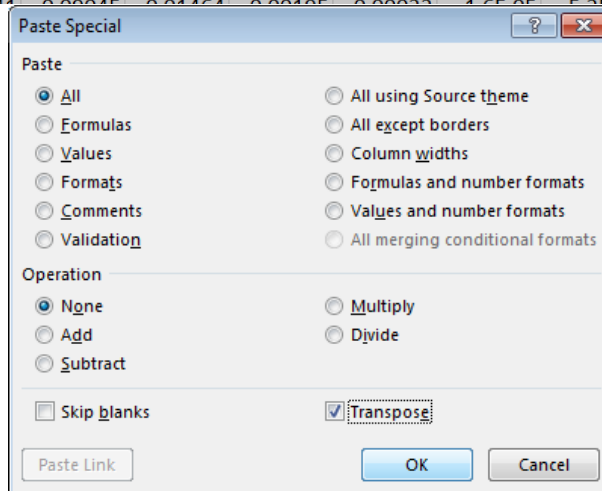 Paste Special
Paste
All
All using Source theme
Formulas
All except borders
Values
Column widths
Formats
Formulas and number formats
Comments
Values and number formats
Validation
All merging conditional formats
Operation
None
Multiply
Add
Divide
Subtract
Skip blanks
Transpose
Paste Link
OK
Cancel